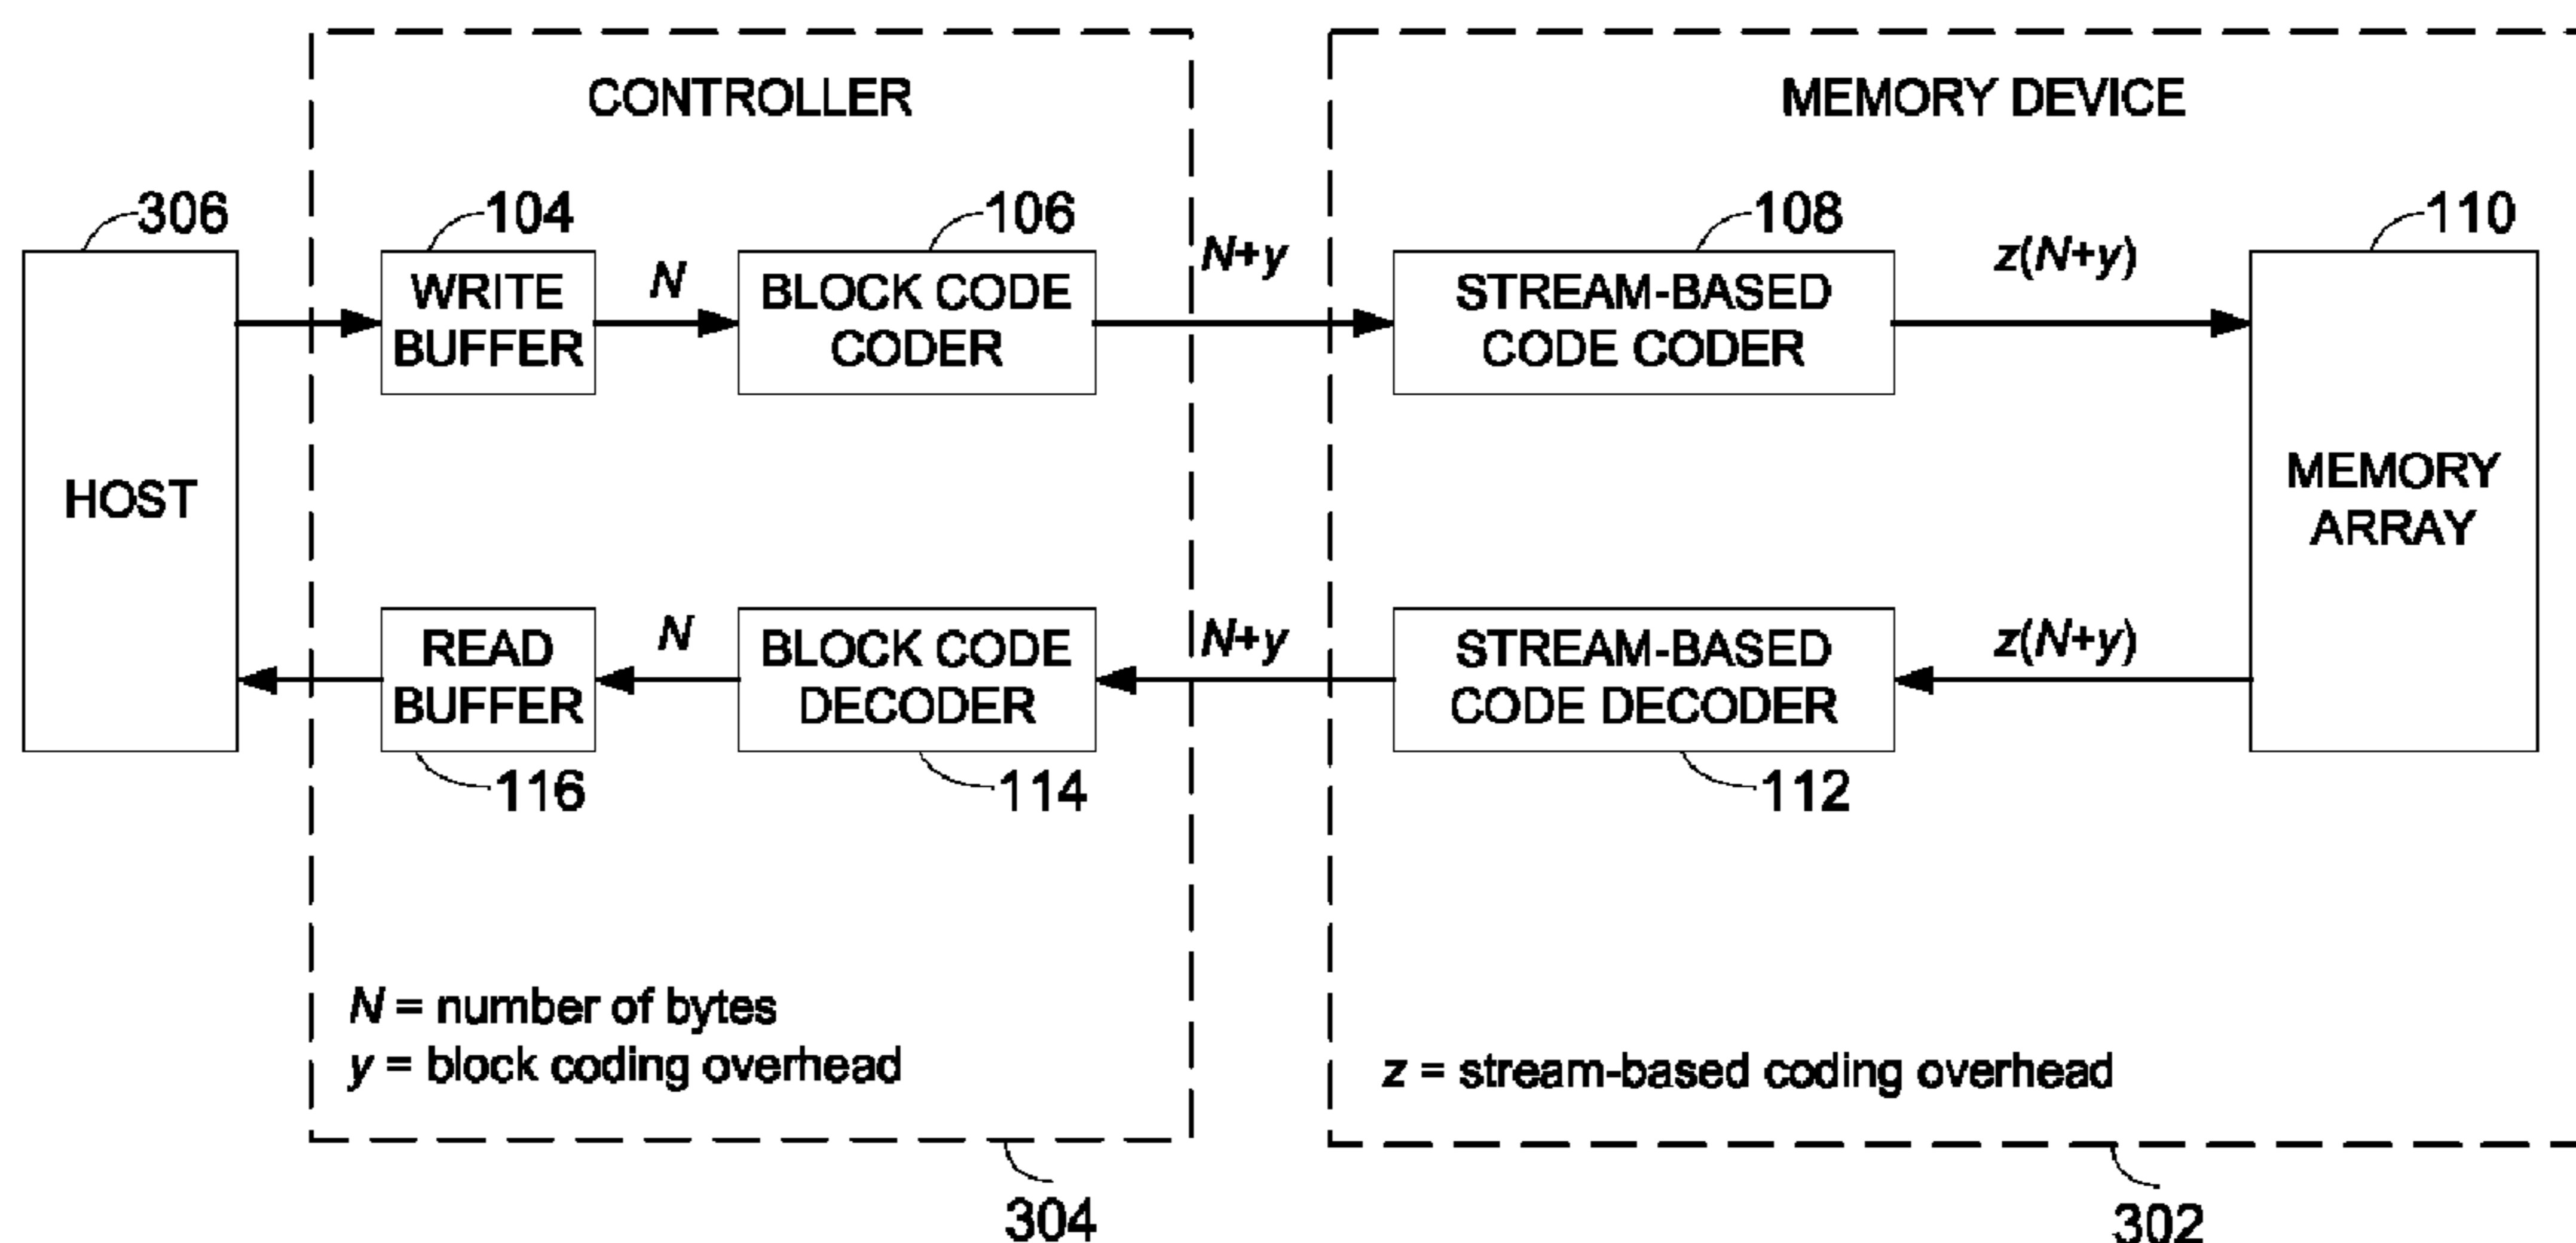 CONTROLLER
MEMORY DEVICE
306
104
106
108
110
HOST
WRITE
BUFFER
N
BLOCK CODE
CODER
N+y
STREAM-BASED
CODE CODER
z(N+y)
MEMORY
ARRAY
READ
BUFFER
N
BLOCK CODE
DECODER
N+y
STREAM-BASED
CODE DECODER
z(N+y)
116
114
112
N = number of bytes
y = block coding overhead
z = stream-based coding overhead
304
302